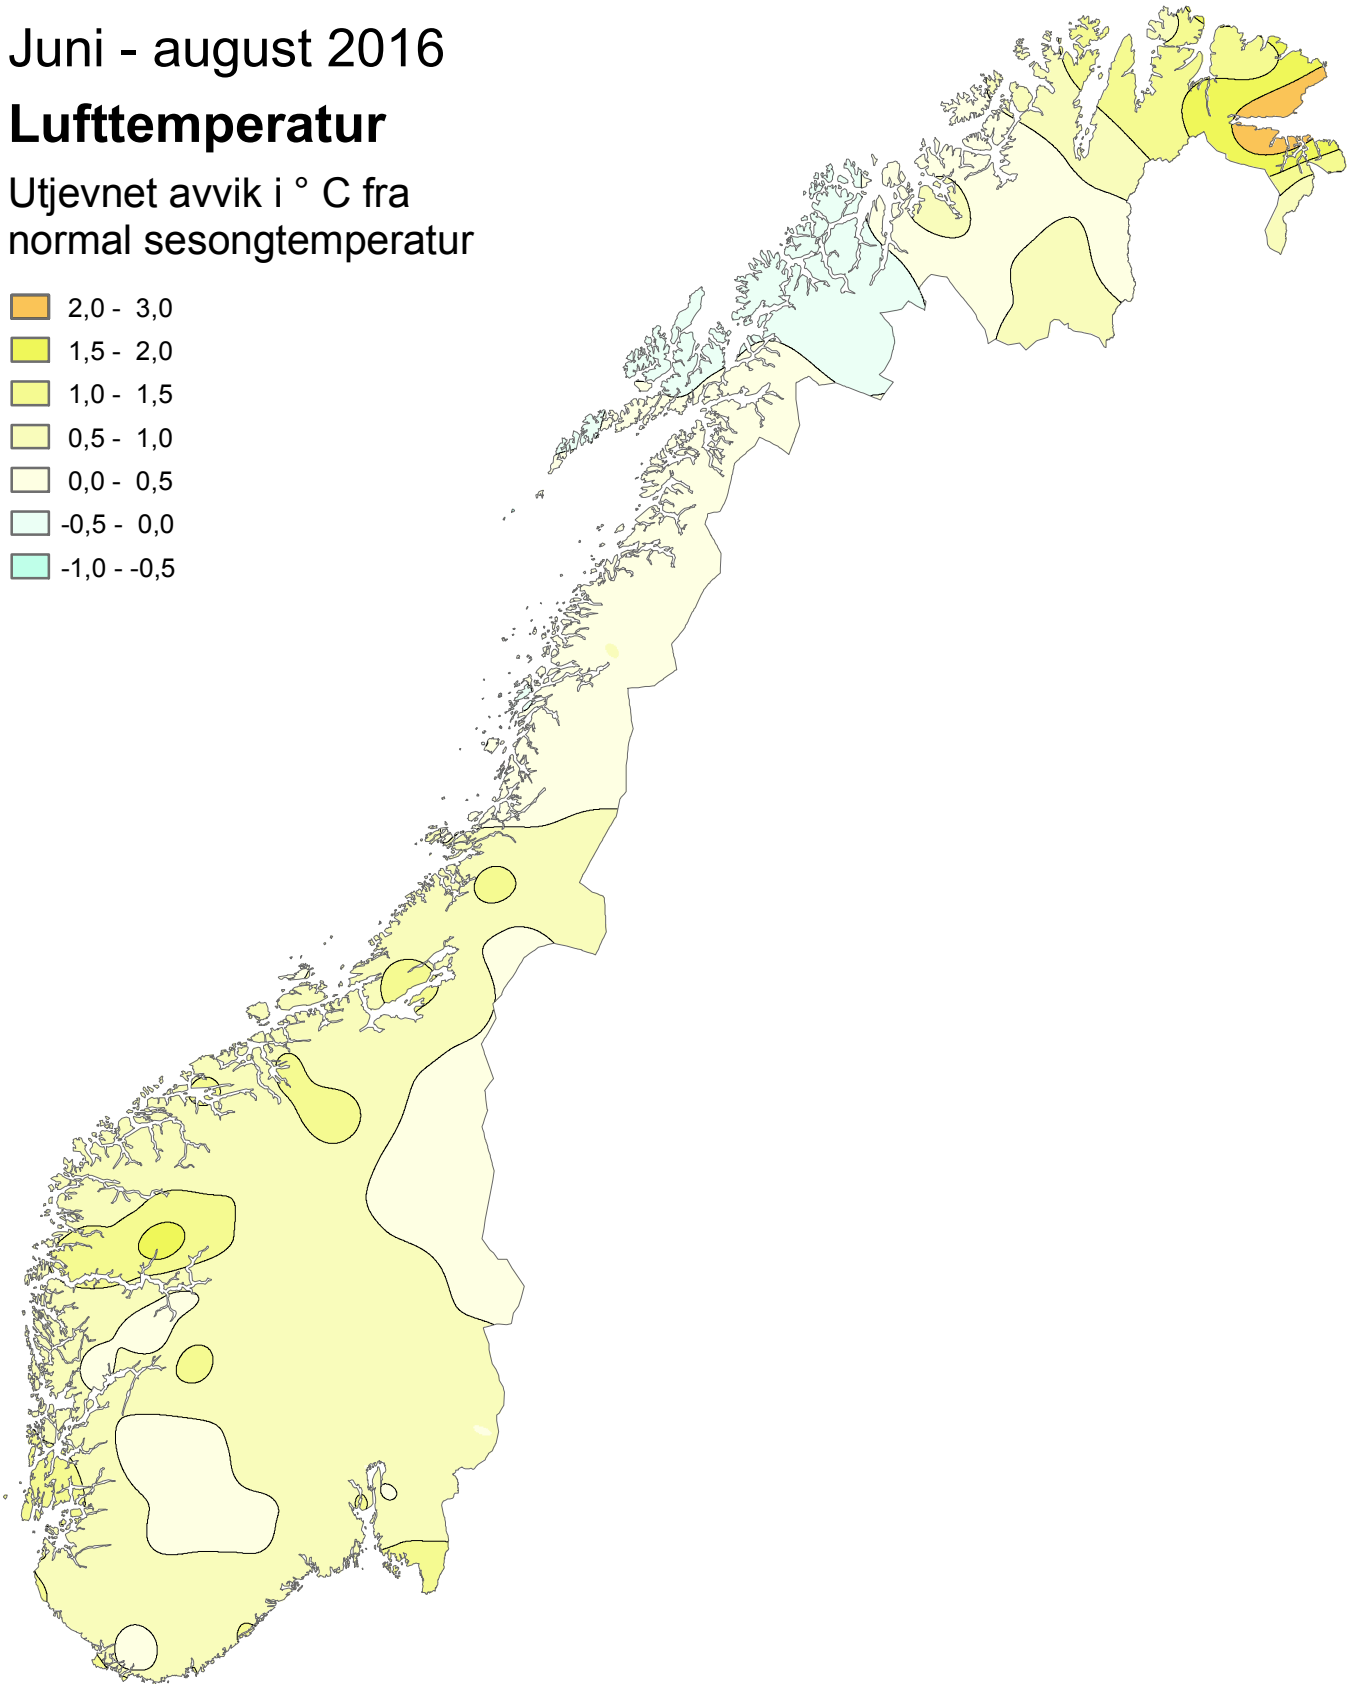 Juni - august 2016
Lufttemperatur
Utjevnet avvik i ° C fra
normal sesongtemperatur
2,0 - 3,0
1,5 - 2,0
1,0 - 1,5
0,5 - 1,0
0,0 - 0,5
-0,5 - 0,0
-1,0 - -0,5